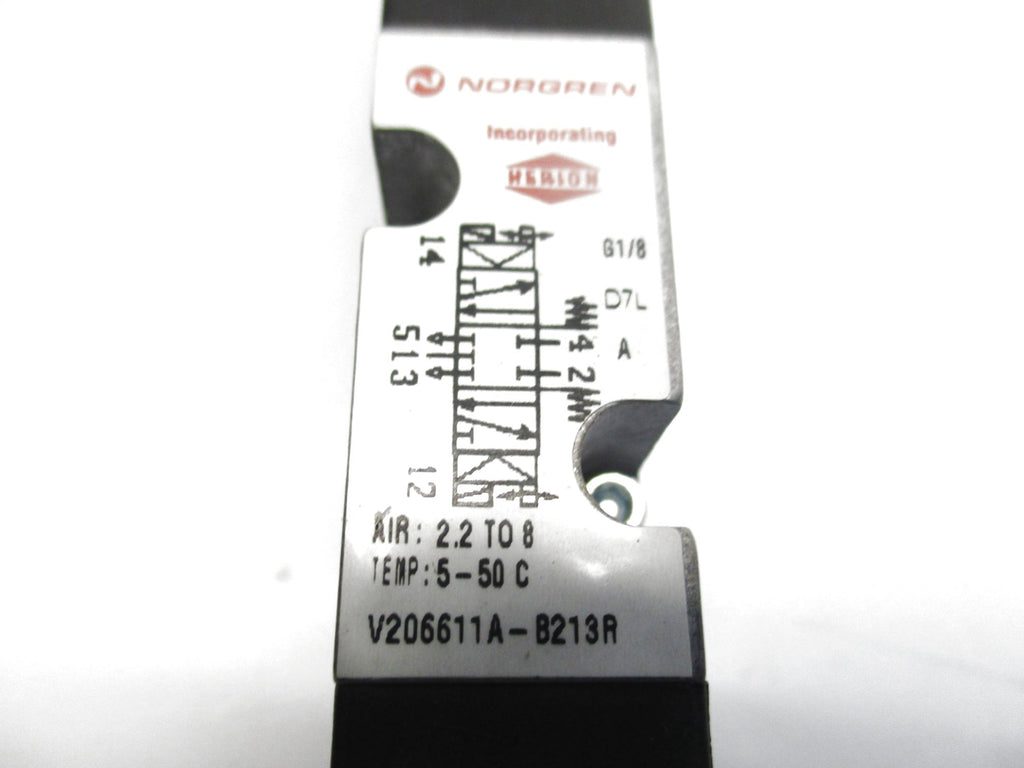 NORGREN
Incorporating
HERION
14
G1/8
D7L
A
513
4 2
12
AIR: 2.2 TO 8
TEMP: 5-50 C
V206611A-B213R